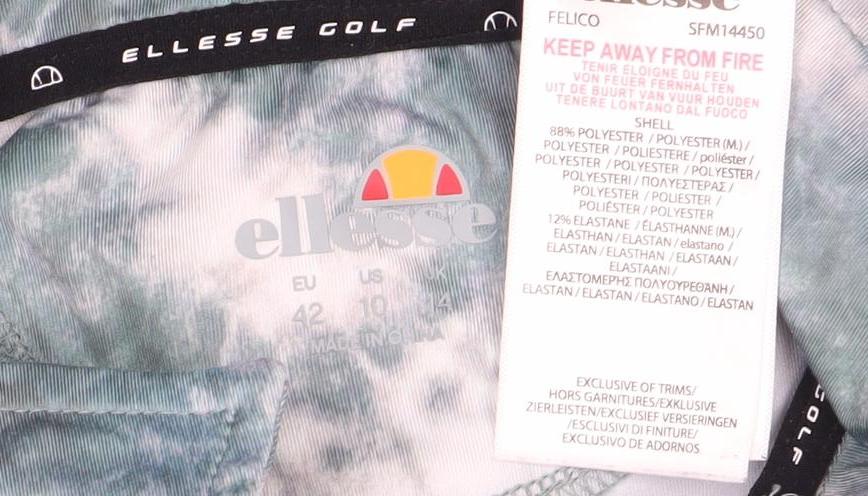 ELLESSE GOLF
ellesse
EU US UK
42 10 14
MADE IN CHINA
ellesse
FELICO SFM14450
KEEP AWAY FROM FIRE
TENIR ELOIGNE DU FEU
VON FEUER FERNHALTEN
UIT DE BUURT VAN VUUR HOUDEN
TENERE LONTANO DAL FUOCO
SHELL
88% POLYESTER / POLYESTER (M.) /
POLYESTER / POLIESTERE / poliéster /
POLYESTER / POLYESTER / POLYESTER /
POLYESTERI / ΠΟΛΥΕΣΤΕΡΑΣ /
POLYESTER / POLIESTER /
POLIÉSTER / POLYESTER
12% ELASTANE / ÉLASTHANNE (M.) /
ELASTHAN / ELASTAN / elastano /
ELASTAN / ELASTHAN / ELASTAAN /
ELASTAANI /
ΕΛΑΣΤΟΜΕΡΉΣ ΠΟΛΥΟΥΡΕΘΆΝΗ /
ELASTAN / ELASTAN / ELASTANO / ELASTAN
EXCLUSIVE OF TRIMS/
HORS GARNITURES/EXKLUSIVE
ZIERLEISTEN/EXCLUSIEF VERSIERINGEN
/ESCLUSIVI DI FINITURE/
EXCLUSIVO DE ADORNOS
GOLF